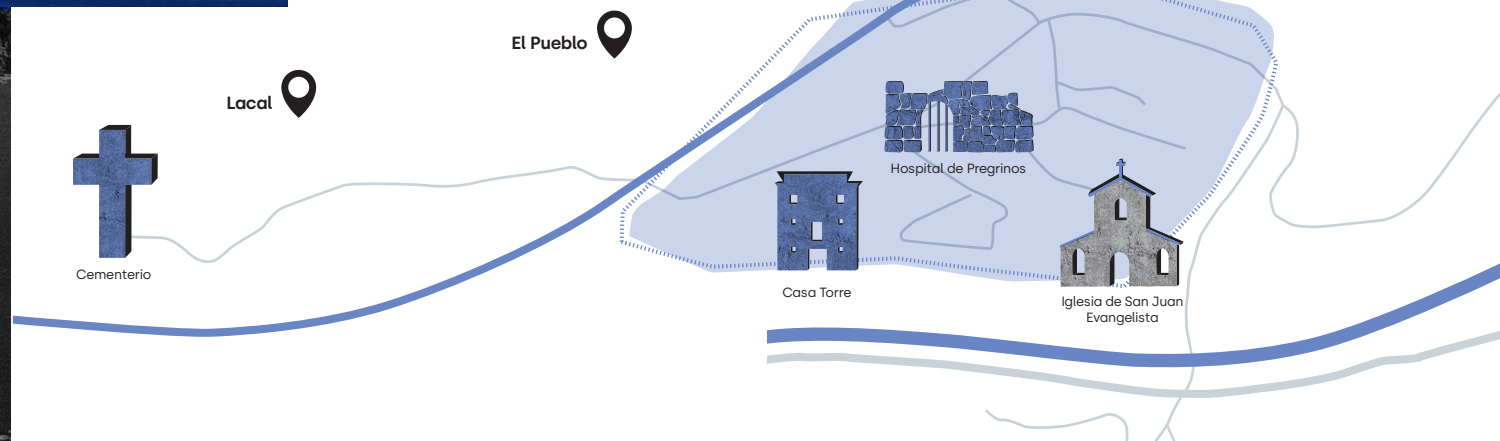 El Pueblo
Lacal
Hospital de Pregrinos
Cementerio
Casa Torre
Iglesia de San Juan
Evangelista